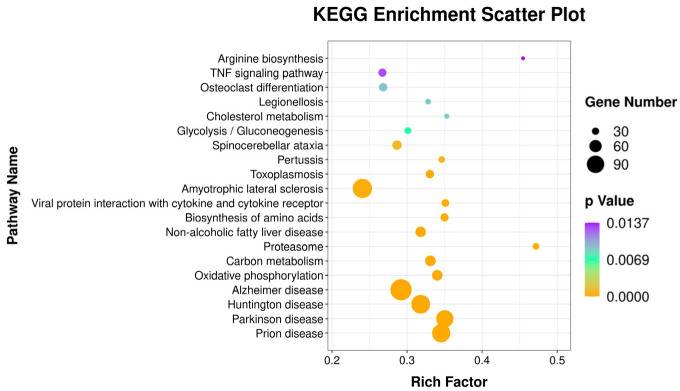 KEGG Enrichment Scatter Plot
Pathway Name
Arginine biosynthesis
TNF signaling pathway
Osteoclast differentiation
Legionellosis
Cholesterol metabolism
Glycolysis / Gluconeogenesis
Spinocerebellar ataxia
Pertussis
Toxoplasmosis
Amyotrophic lateral sclerosis
Viral protein interaction with cytokine and cytokine receptor
Biosynthesis of amino acids
Non-alcoholic fatty liver disease
Proteasome
Carbon metabolism
Oxidative phosphorylation
Alzheimer disease
Huntington disease
Parkinson disease
Prion disease
0.2 0.3 0.4 0.5
Rich Factor
Gene Number
30
60
90
p Value
0.0137
0.0069
0.0000